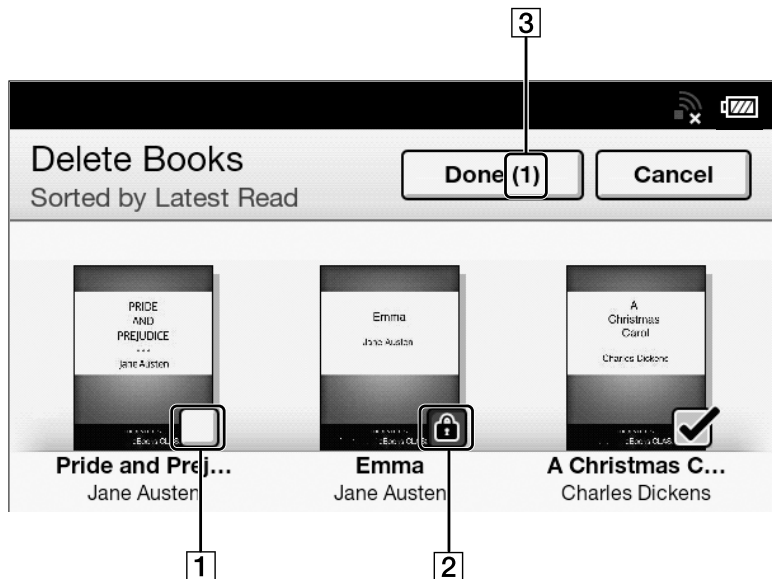 3
Delete Books
Done (1)
Cancel
Sorted by Latest Read
PRIDE
AND
PREJUDICE
Jane Austen
Emma
Jane Austen
A
Christmas
Carol
Charles Dickens
Pride and Prej...
Jane Austen
Emma
Jane Austen
A Christmas C...
Charles Dickens
1
2